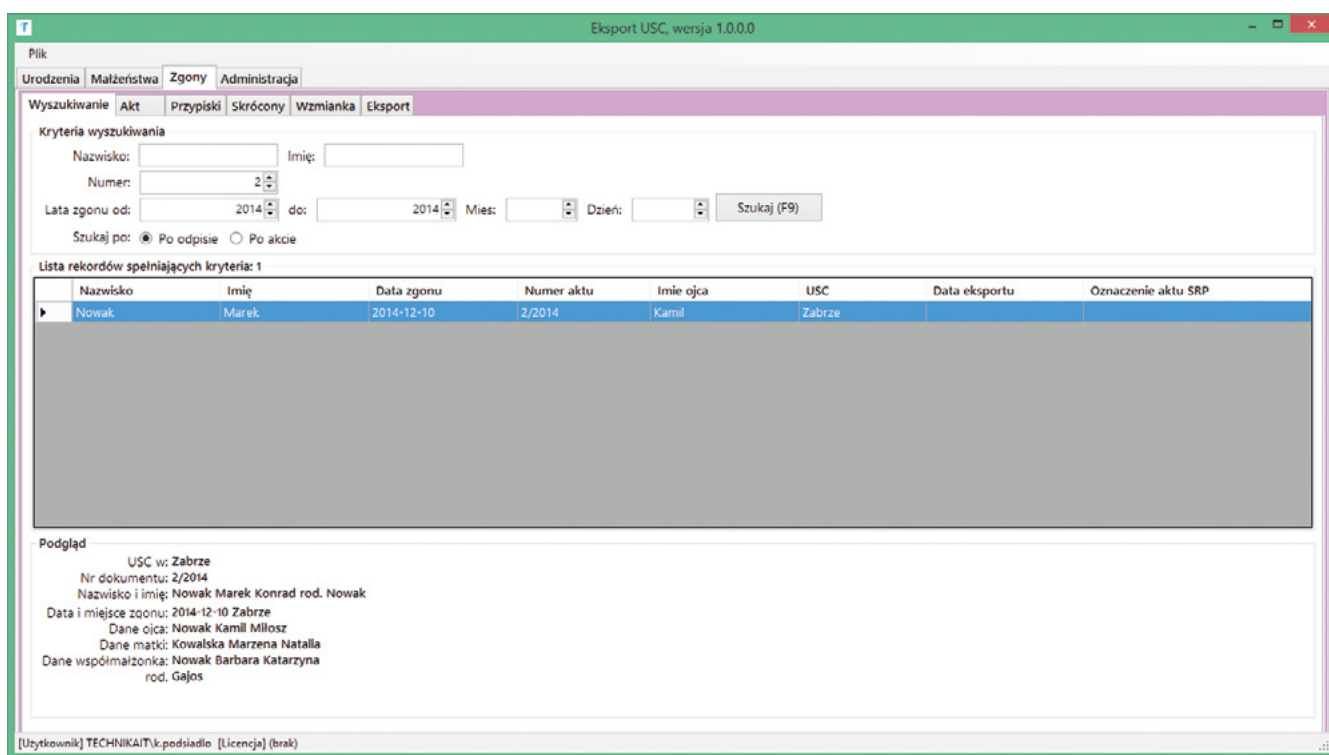 Eksport USC, wersja 1.0.0.0
Plik
Urodzenia Małżeństwa Zgony Administracja
Wyszukiwanie Akt Przypiski Skrócony Wzmianka Eksport
Kryteria wyszukiwania
Nazwisko: Imię:
Numer: 2
Lata zgonu od: 2014 do: 2014 Mies: Dzień: Szukaj (F9)
Szukaj po: Po odpisie Po akcie
Lista rekordów spełniających kryteria: 1
Nazwisko Imię Data zgonu Numer aktu Imie ojca USC Data eksportu Oznaczenie aktu SRP
Nowak Marek 2014-12-10 2/2014 Kamil Zabrze
Podgląd
USC w: Zabrze
Nr dokumentu: 2/2014
Nazwisko i imię: Nowak Marek Konrad rod. Nowak
Data i miejsce zgonu: 2014-12-10 Zabrze
Dane ojca: Nowak Kamil Miłosz
Dane matki: Kowalska Marzena Natalia
Dane współmałżonka: Nowak Barbara Katarzyna
rod. Gajos
[Użytkownik] TECHNIKAIT\k.podsiadlo [Licencja] (brak)